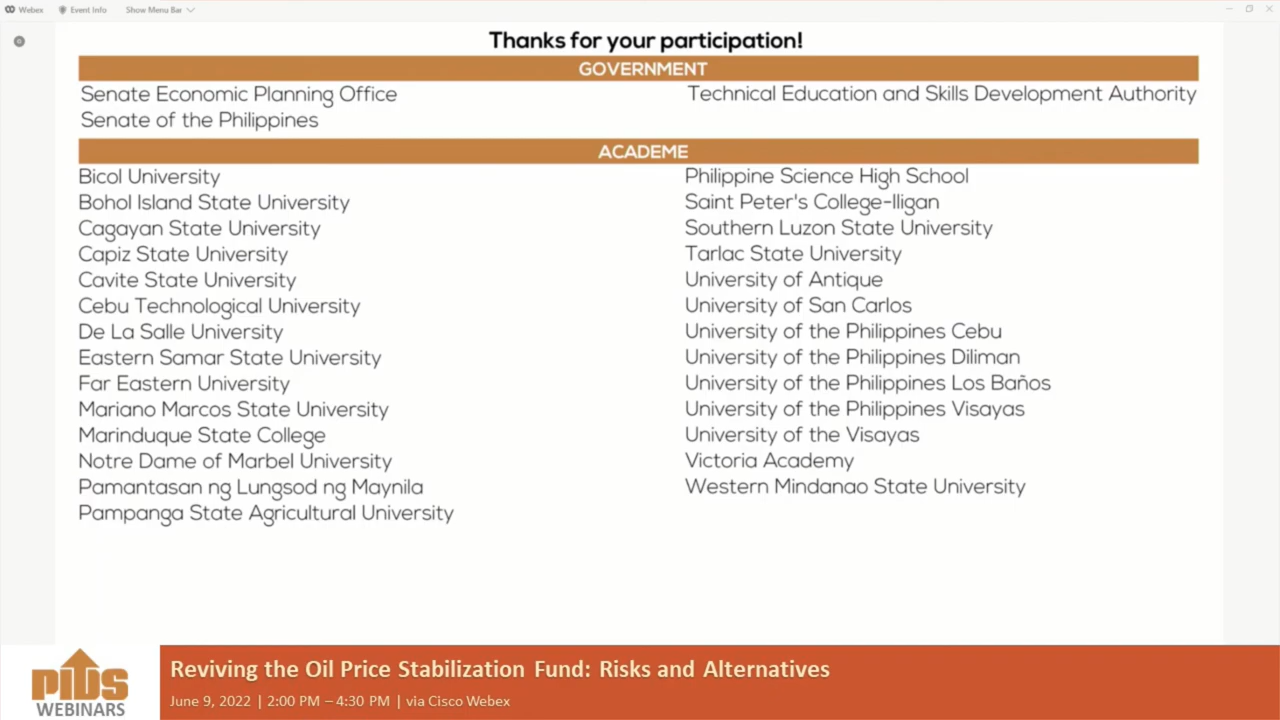 Webex Event Info Show Menu Bar
Thanks for your participation!
GOVERNMENT
Senate Economic Planning Office
Senate of the Philippines
Technical Education and Skills Development Authority
ACADEME
Bicol University
Bohol Island State University
Cagayan State University
Capiz State University
Cavite State University
Cebu Technological University
De La Salle University
Eastern Samar State University
Far Eastern University
Mariano Marcos State University
Marinduque State College
Notre Dame of Marbel University
Pamantasan ng Lungsod ng Maynila
Pampanga State Agricultural University
Philippine Science High School
Saint Peter's College-Iligan
Southern Luzon State University
Tarlac State University
University of Antique
University of San Carlos
University of the Philippines Cebu
University of the Philippines Diliman
University of the Philippines Los Baños
University of the Philippines Visayas
University of the Visayas
Victoria Academy
Western Mindanao State University
PIDS
WEBINARS
Reviving the Oil Price Stabilization Fund: Risks and Alternatives
June 9, 2022 | 2:00 PM – 4:30 PM | via Cisco Webex